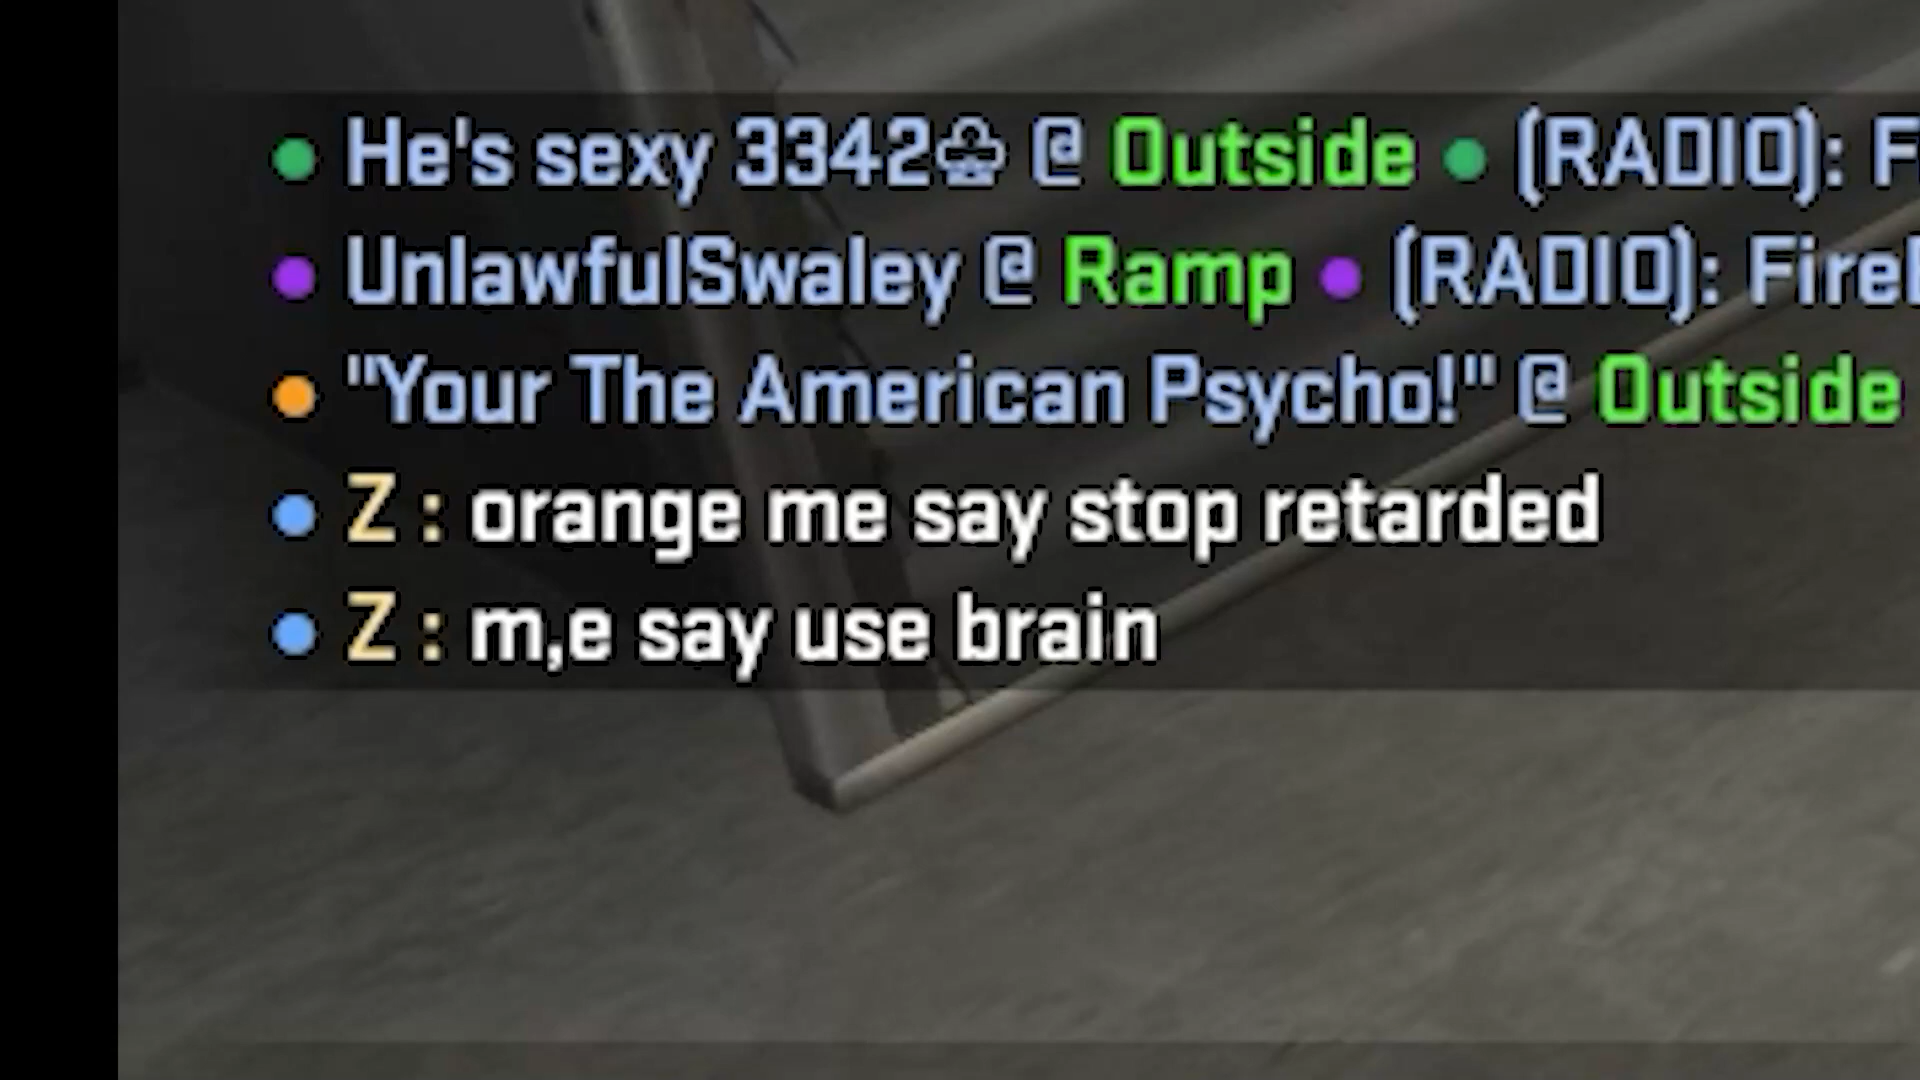 He's sexy 3342♧ @ Outside ● (RADIO): F
UnlawfulSwaley @ Ramp ● (RADIO): Fire
"Your The American Psycho!" @ Outside
Z : orange me say stop retarded
Z : m,e say use brain